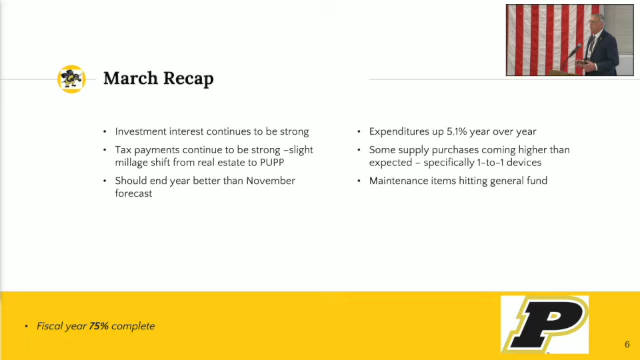 March Recap
• Investment interest continues to be strong
• Tax payments continue to be strong –slight
millage shift from real estate to PUPP
• Should end year better than November
forecast
• Expenditures up 5.1% year over year
• Some supply purchases coming higher than
expected – specifically 1-to-1 devices
• Maintenance items hitting general fund
• Fiscal year 75% complete
P
6